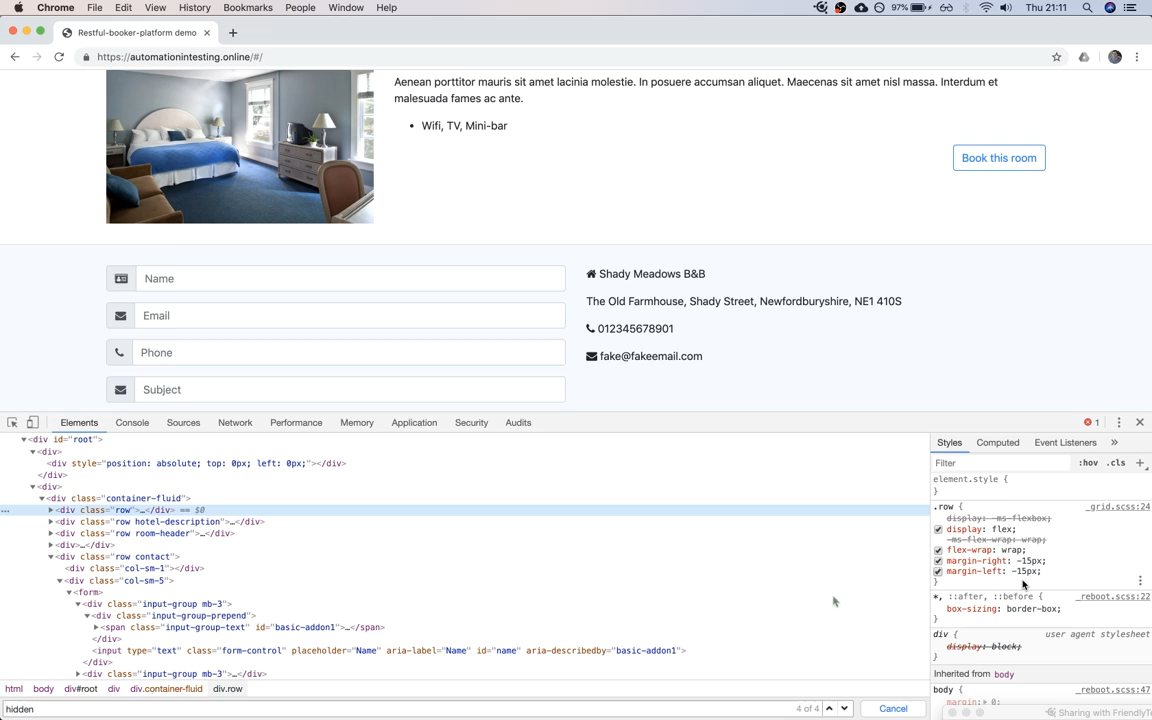 Chrome File Edit View History Bookmarks People Window Help 97% Thu 21:11
Restful-booker-platform demo
https://automationintesting.online/#/
Aenean porttitor mauris sit amet lacinia molestie. In posuere accumsan aliquet. Maecenas sit amet nisl massa. Interdum et
malesuada fames ac ante.
• Wifi, TV, Mini-bar
Book this room
Name
Email
Phone
Subject
Shady Meadows B&B
The Old Farmhouse, Shady Street, Newfordburyshire, NE1 410S
012345678901
fake@fakeemail.com
Elements Console Sources Network Performance Memory Application Security Audits 1
<div id="root">
<div>
<div style="position: absolute; top: 0px; left: 0px;"></div>
</div>
<div>
<div class="container-fluid">
... <div class="row">…</div> == $0
<div class="row hotel-description">…</div>
<div class="row room-header">…</div>
<div>…</div>
<div class="row contact">
<div class="col-sm-1"></div>
<div class="col-sm-5">
<form>
<div class="input-group mb-3">
<div class="input-group-prepend">
<span class="input-group-text" id="basic-addon1">…</span>
</div>
<input type="text" class="form-control" placeholder="Name" aria-label="Name" id="name" aria-describedby="basic-addon1">
</div>
<div class="input-group mb-3">…</div>
html body div#root div div.container-fluid div.row
hidden 4 of 4 Cancel
Styles Computed Event Listeners »
Filter :hov .cls +
element.style {
}
.row { _grid.scss:24
display: -ms-flexbox;
display: flex;
-ms-flex-wrap: wrap;
flex-wrap: wrap;
margin-right: -15px;
margin-left: -15px;
}
*, ::after, ::before { _reboot.scss:22
box-sizing: border-box;
}
div { user agent stylesheet
display: block;
}
Inherited from body
body { _reboot.scss:47
margin: 0;
Sharing with FriendlyTe